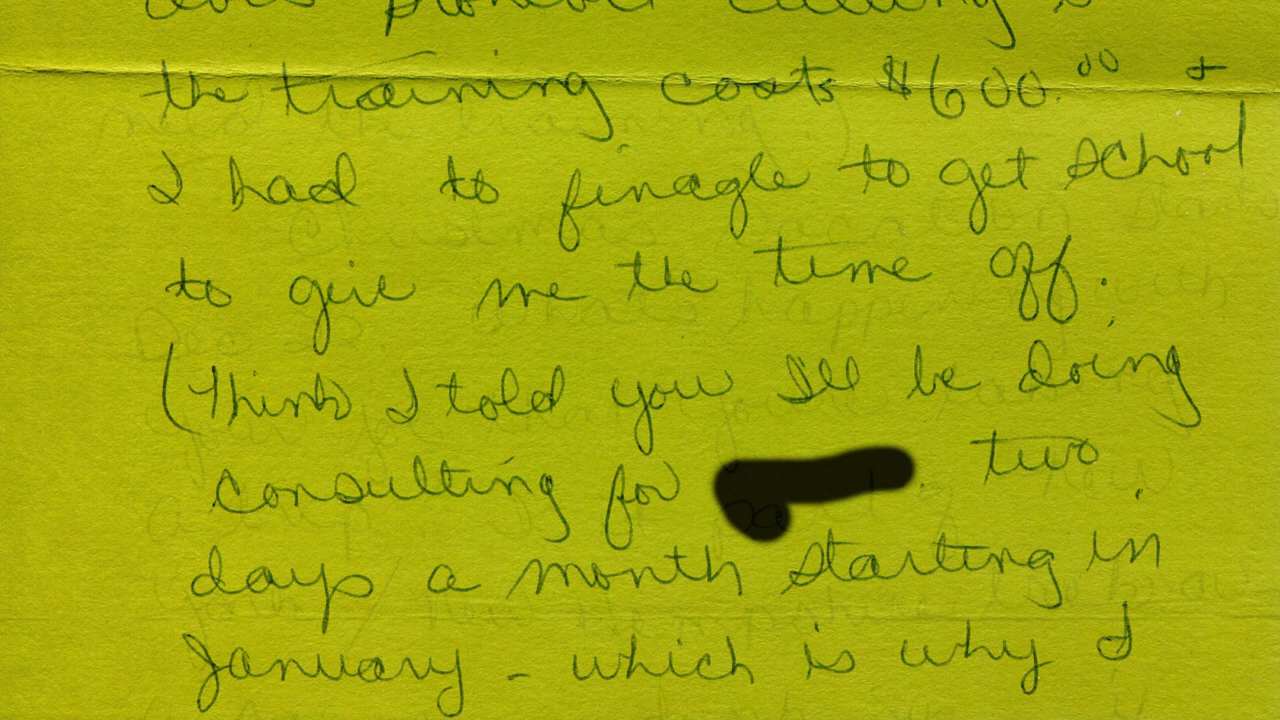 the training costs $600.00 +
I had to finagle to get school
to give me the time off.
(Think I told you I'll be doing
consulting for . two
days a month starting in
January - which is why I